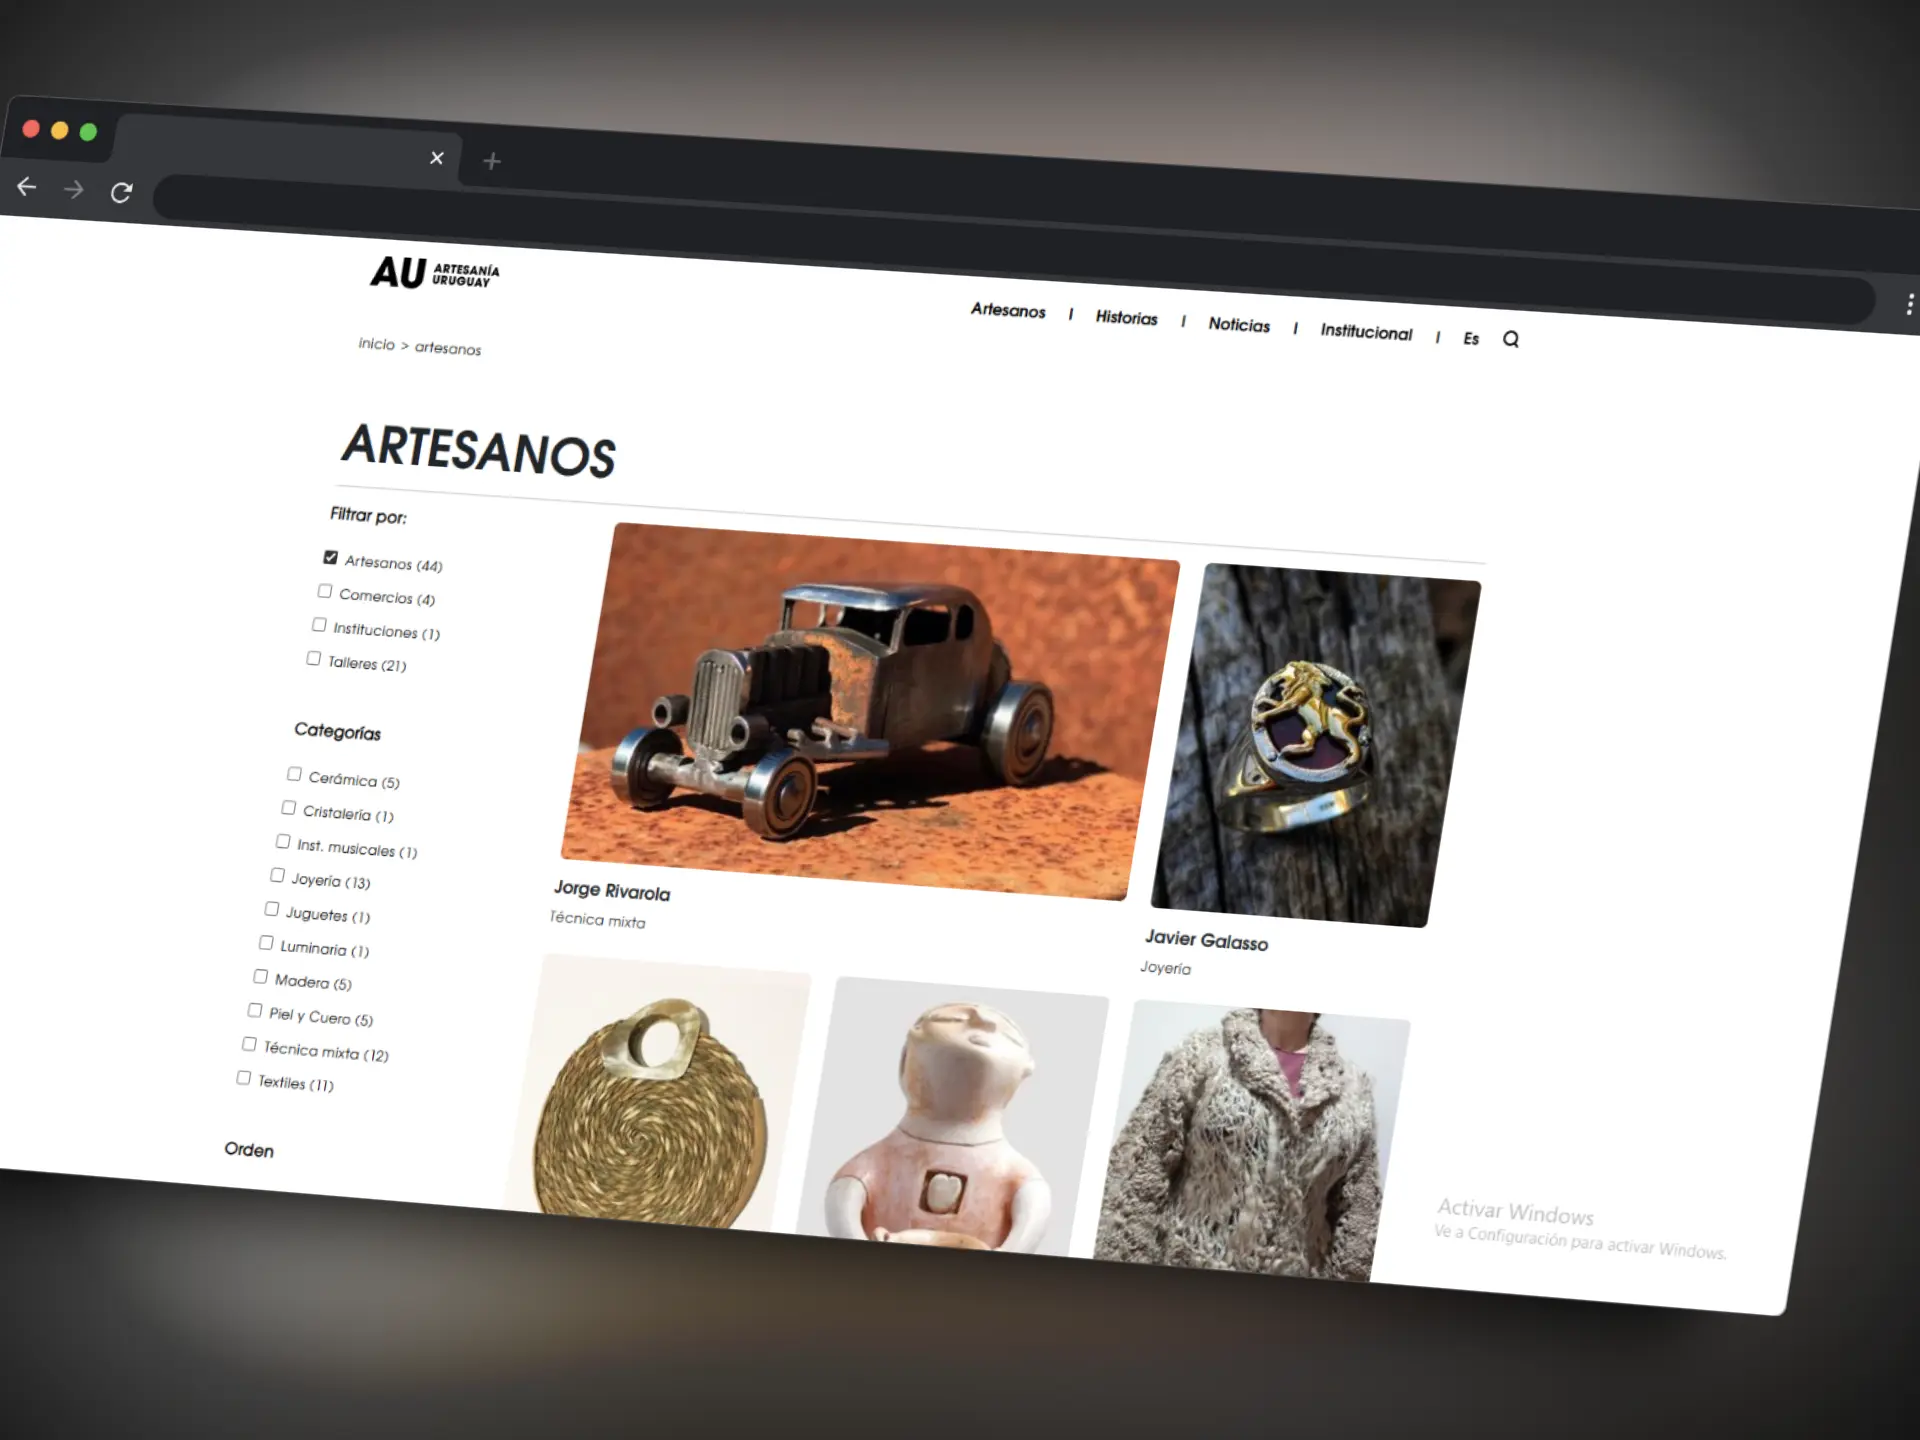 AU ARTESANÍA
URUGUAY
Artesanos | Historias | Noticias | Institucional | Es
inicio > artesanos
ARTESANOS
Filtrar por:
Artesanos (44)
Comercios (4)
Instituciones (1)
Talleres (21)
Categorías
Cerámica (5)
Cristalería (1)
Inst. musicales (1)
Joyería (13)
Juguetes (1)
Luminaria (1)
Madera (5)
Piel y Cuero (5)
Técnica mixta (12)
Textiles (11)
Orden
Jorge Rivarola
Técnica mixta
Javier Galasso
Joyería
Activar Windows
Ve a Configuración para activar Windows.